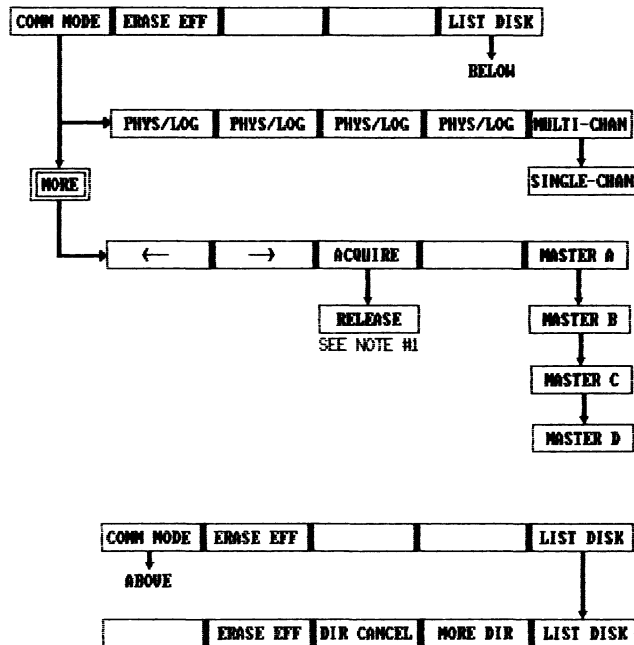 COMM MODE ERASE EFF LIST DISK
BELOW
PHYS/LOG PHYS/LOG PHYS/LOG PHYS/LOG MULTI-CHAN
MORE
SINGLE-CHAN
← → ACQUIRE MASTER A
RELEASE MASTER B
SEE NOTE #1
MASTER C
MASTER D
COMM MODE ERASE EFF LIST DISK
ABOVE
ERASE EFF DIR CANCEL MORE DIR LIST DISK